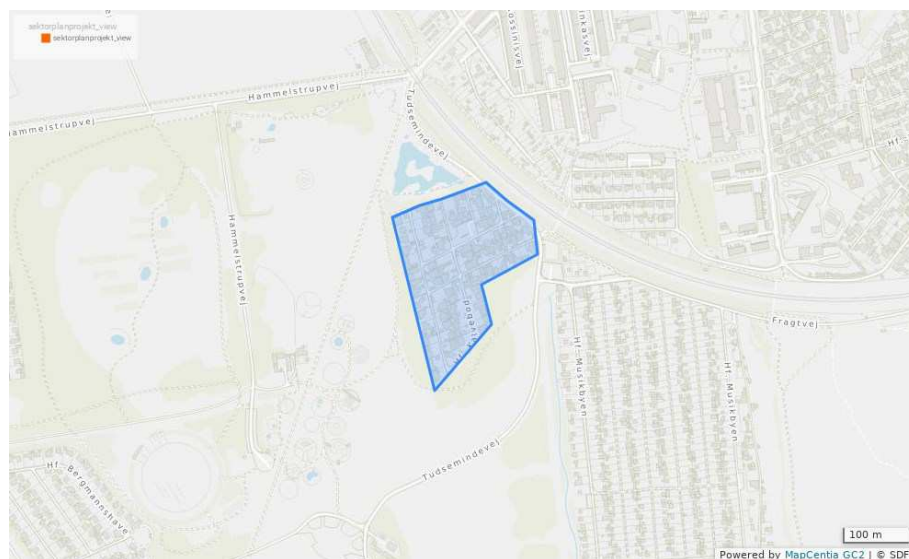 sektorplanprojekt_view
sektorplanprojekt_view
Hammelstrupvej
Hammelstrupvej
Tudsemindevej
Hammelstrupvej
Fragtvej
Hf. Musikbyen
Hf. Musikbyen
Tudsemindevej
Hf. Bergmannshave
100 m
Powered by MapCentia GC2 | © SDF